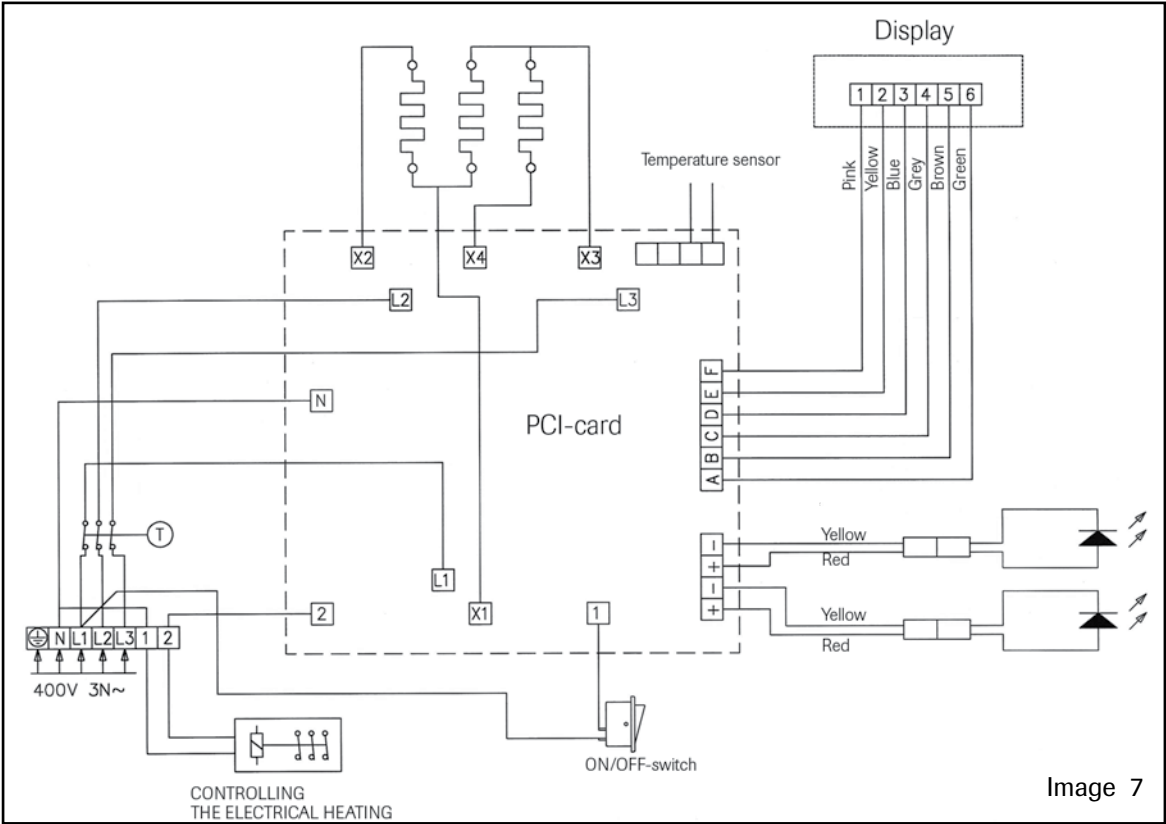 Display
1 2 3 4 5 6
Pink
Yellow
Blue
Grey
Brown
Green
Temperature sensor
X2 X4 X3
L2 L3
N
PCI-card
F
E
D
C
B
A
T
L1
2 X1 1
−
+
−
+
Yellow
Red
Yellow
Red
N L1 L2 L3 1 2
400V 3N~
ON/OFF-switch
CONTROLLING
THE ELECTRICAL HEATING
Image 7